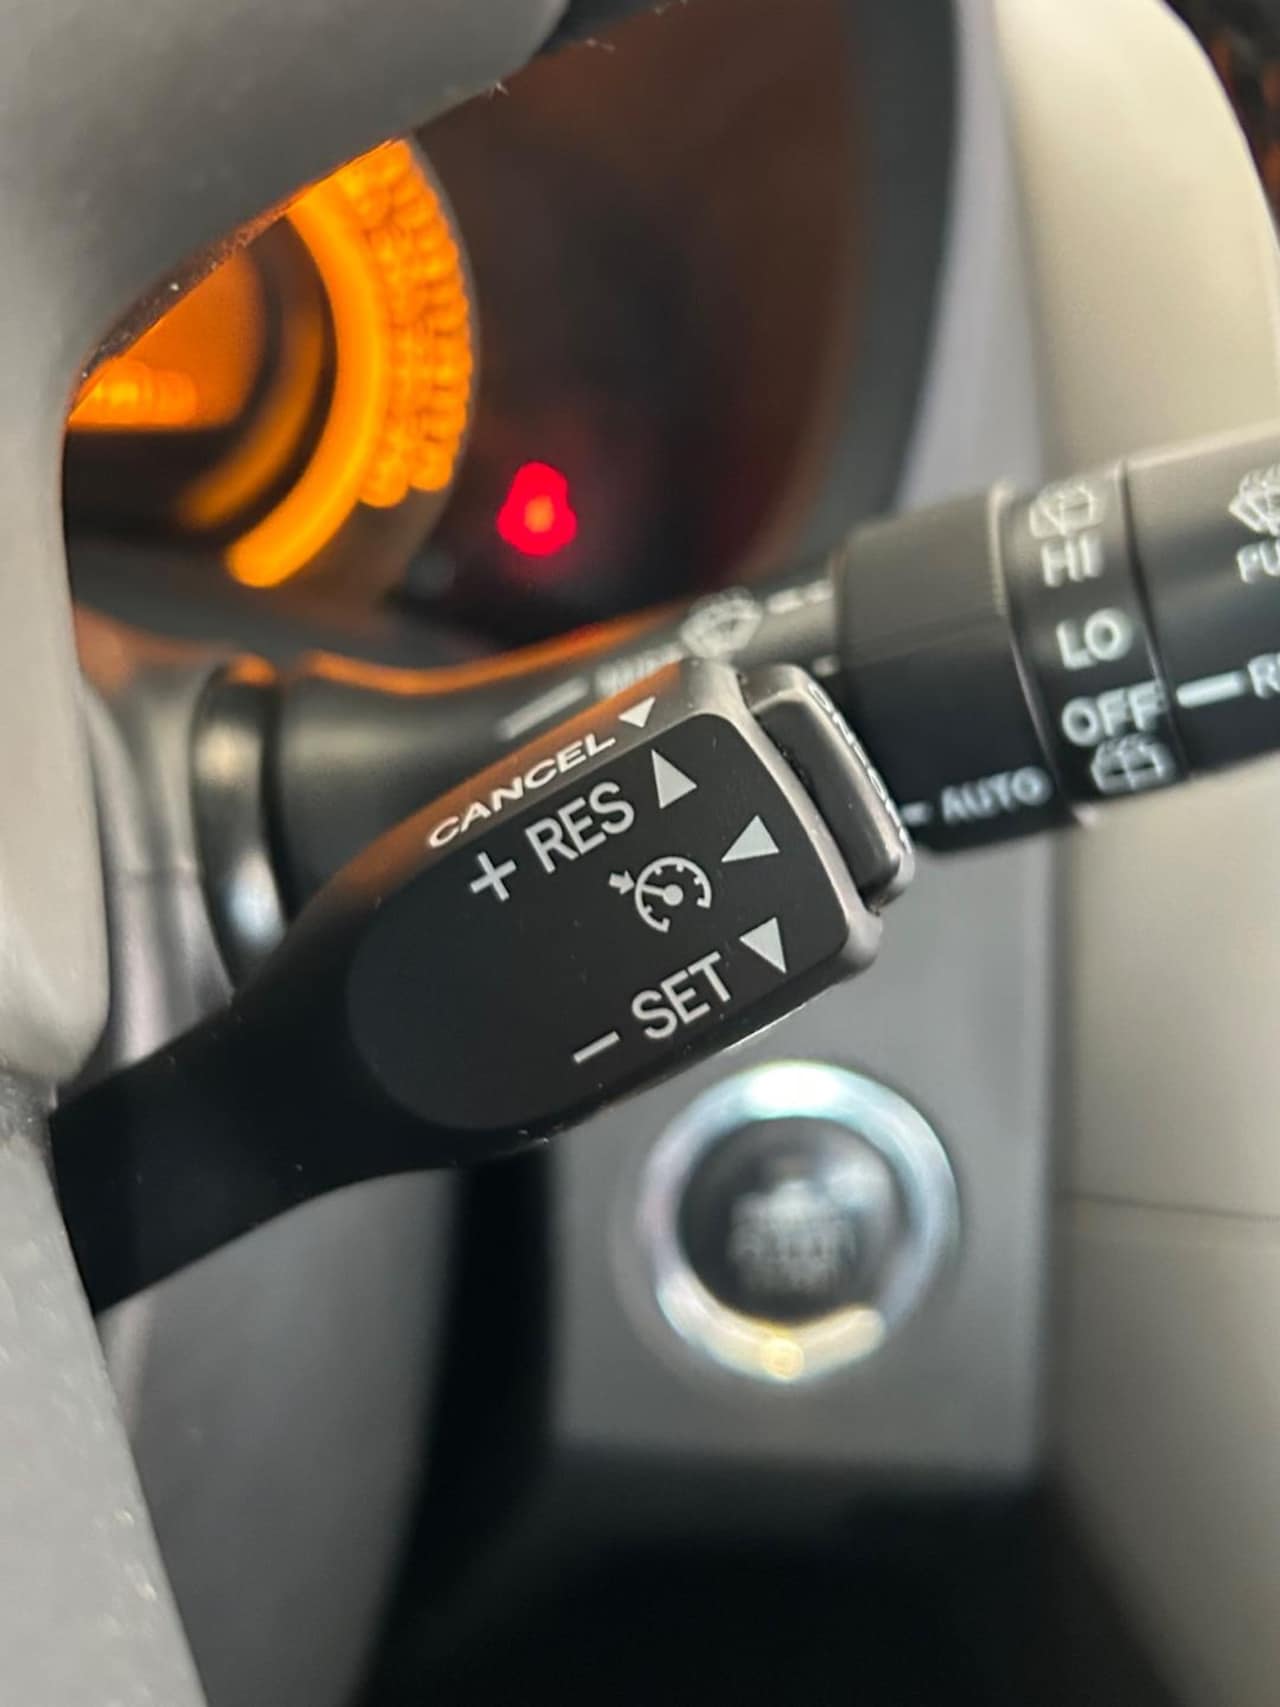 CANCEL
+ RES
− SET
HI
LO
OFF
AUTO